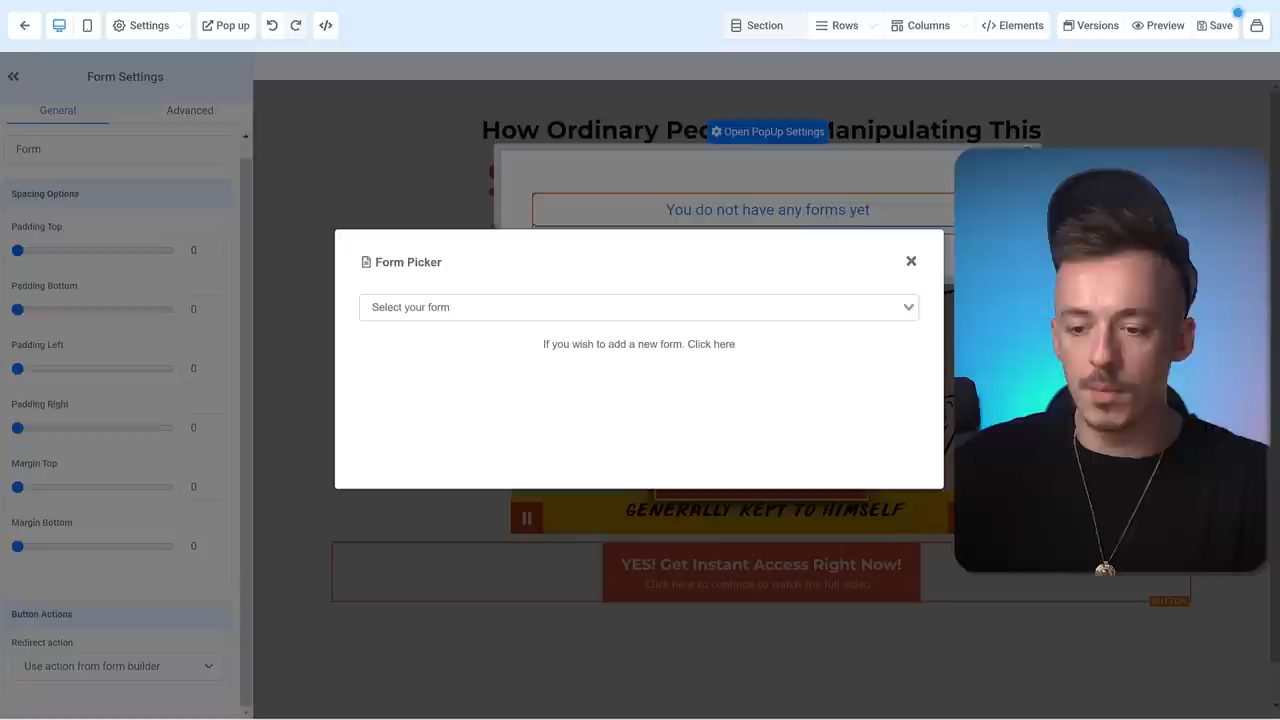 Settings
Pop up
Section
Rows
Columns
Elements
Versions
Preview
Save
Form Settings
General
Advanced
Form
Spacing Options
Padding Top
0
Padding Bottom
0
Padding Left
0
Padding Right
0
Margin Top
0
Margin Bottom
0
Button Actions
Redirect action
Use action from form builder
How Ordinary
Manipulating This
Open PopUp Settings
You do not have any forms yet
Form Picker
Select your form
If you wish to add a new form. Click here
GENERALLY KEPT TO HIMSELF
YES! Get Instant Access Right Now!
Click here to continue to watch the full video
BUTTON